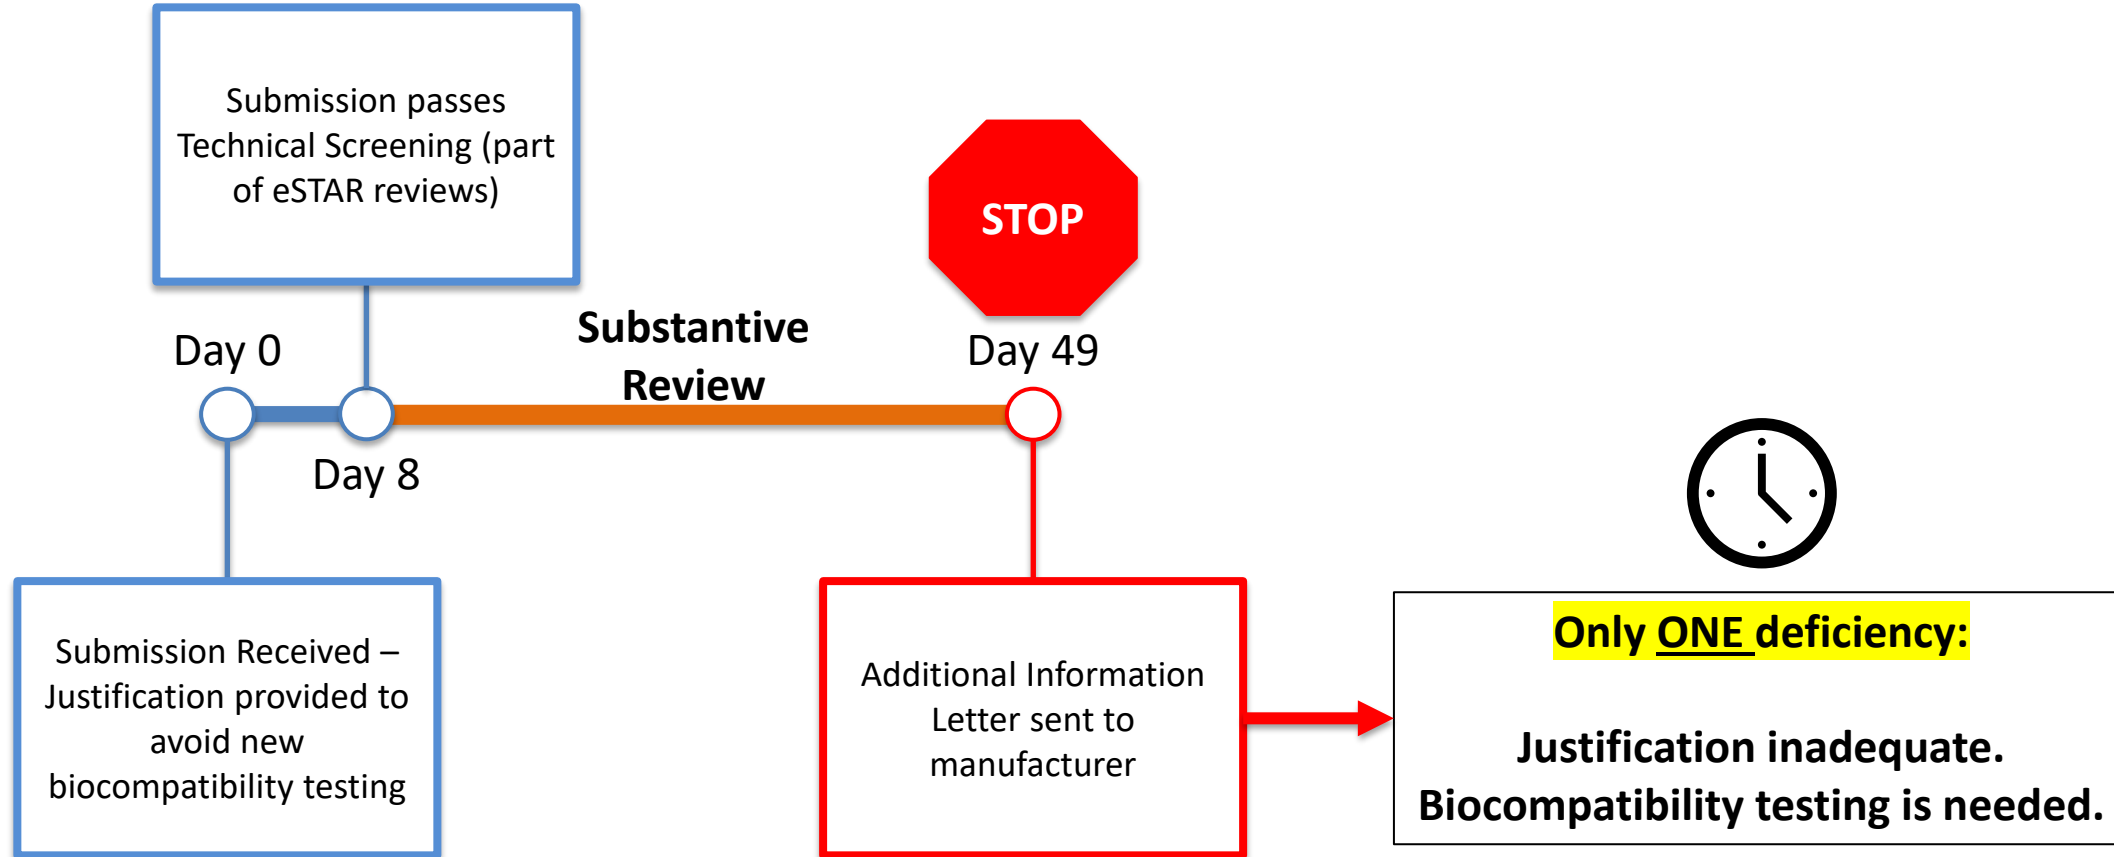 Submission passes
Technical Screening (part
of eSTAR reviews)
STOP
Day 0
Substantive
Review
Day 49
Day 8
Submission Received –
Justification provided to
avoid new
biocompatibility testing
Additional Information
Letter sent to
manufacturer
Only ONE deficiency:
Justification inadequate.
Biocompatibility testing is needed.